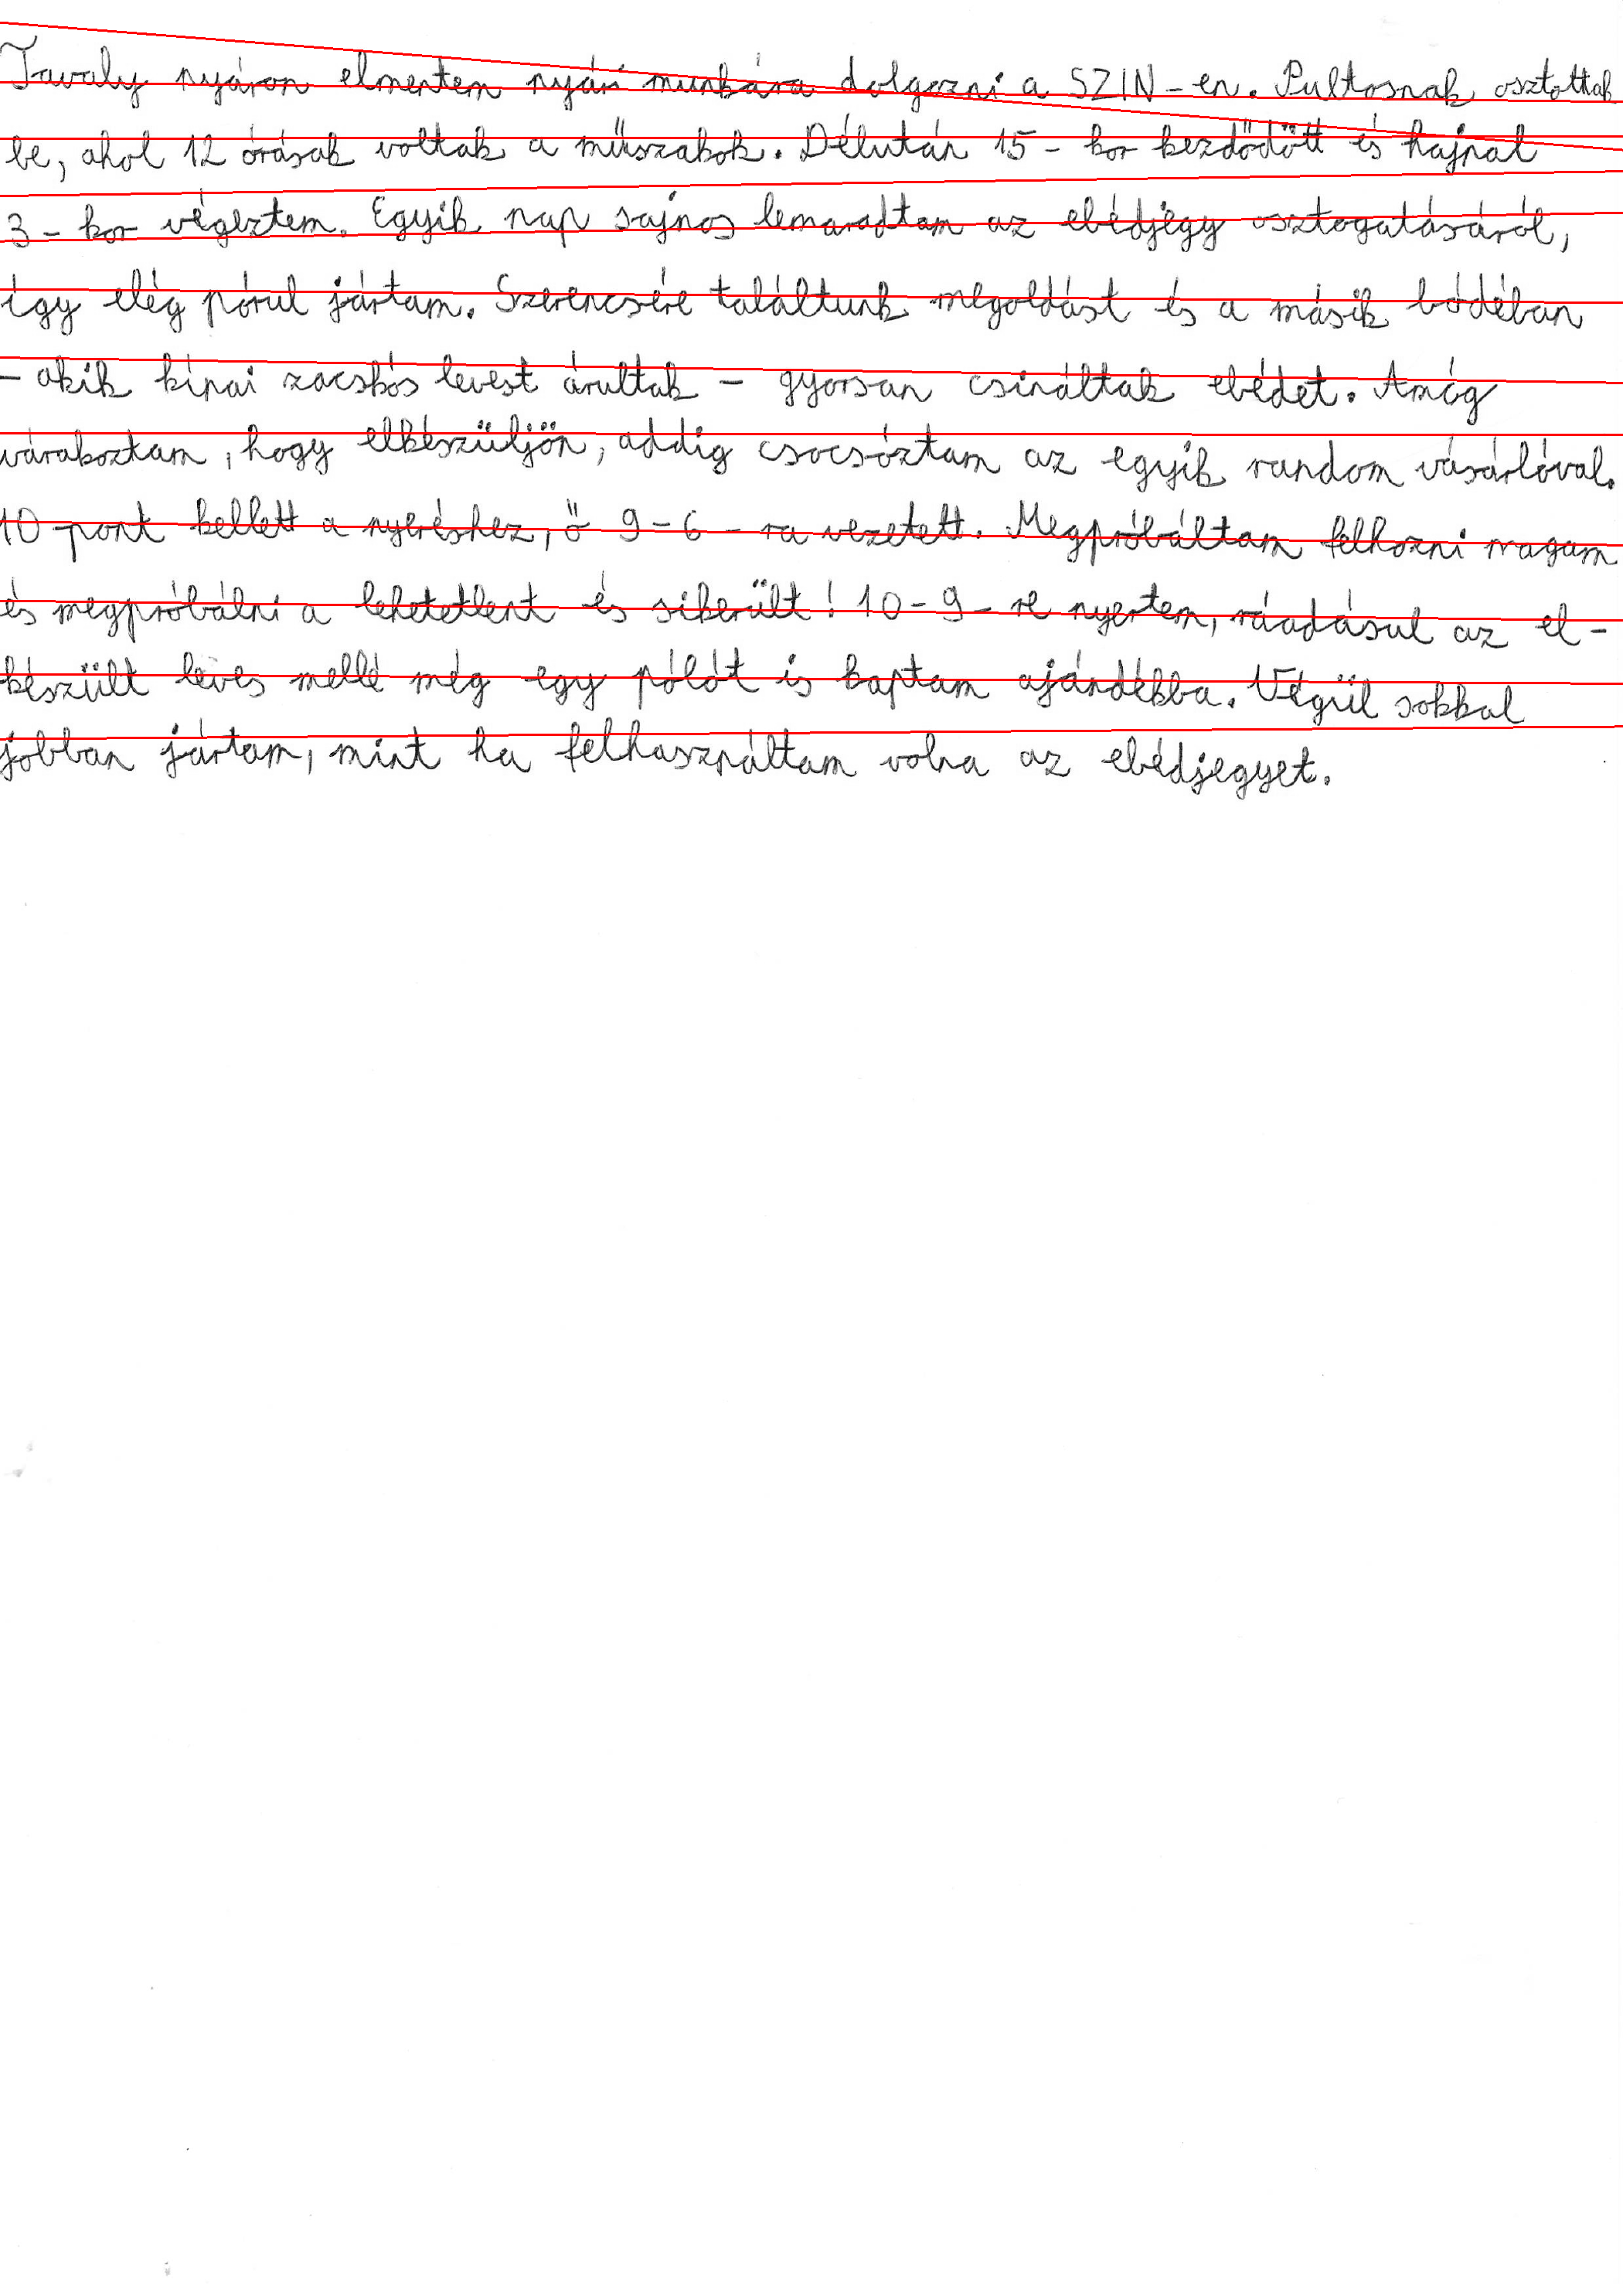 Tavaly nyáron elmentem nyári munkára dolgozni a SZIN-en. Pultosnak osztottak
be, ahol 12 órásak voltak a műszakok. Délután 15-kor kezdődött és hajnal
3-kor végeztem. Egyik nap sajnos lemaradtam az ebédjegy osztogatásáról,
így elég pórul jártam. Szerencsére találtunk megoldást és a másik bódéban
- akik kínai zacskós levest árultak - gyorsan csináltak ebédet. Amíg
várakoztam, hogy elkészüljön, addig csocsóztam az egyik random vásárlóval.
10 pont kellett a nyeréshez, ő 9-6-ra vezetett. Megpróbáltam felhozni magam
és megpróbálni a lehetetlent és sikerült! 10-9-re nyertem, ráadásul az el-
készült leves mellé még egy pólót is kaptam ajándékba. Végül sokkal
jobban jártam, mint ha felhasználtam volna az ebédjegyet.